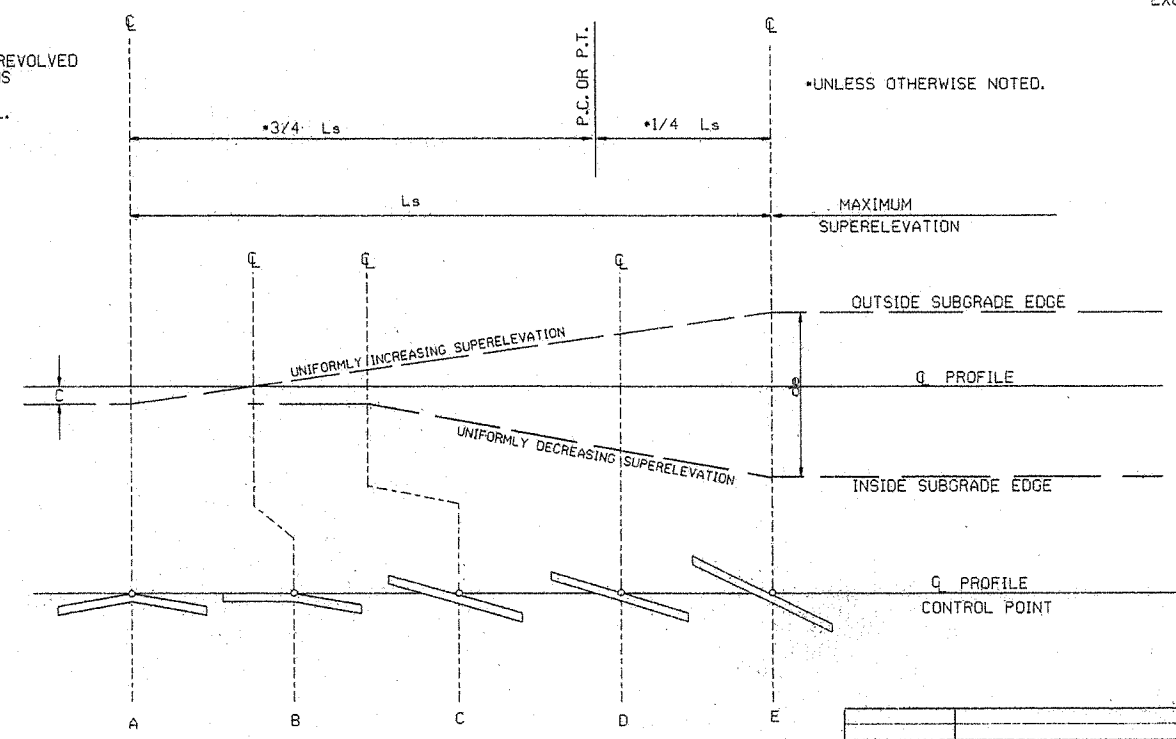 REVOLVED
L.
℄
℄
P.C. OR P.T.
*UNLESS OTHERWISE NOTED.
*3/4 Ls
*1/4 Ls
Ls
MAXIMUM
SUPERELEVATION
℄
℄
℄
OUTSIDE SUBGRADE EDGE
UNIFORMLY INCREASING SUPERELEVATION
℄ PROFILE
C
UNIFORMLY DECREASING SUPERELEVATION
INSIDE SUBGRADE EDGE
℄ PROFILE
CONTROL POINT
A
B
C
D
E